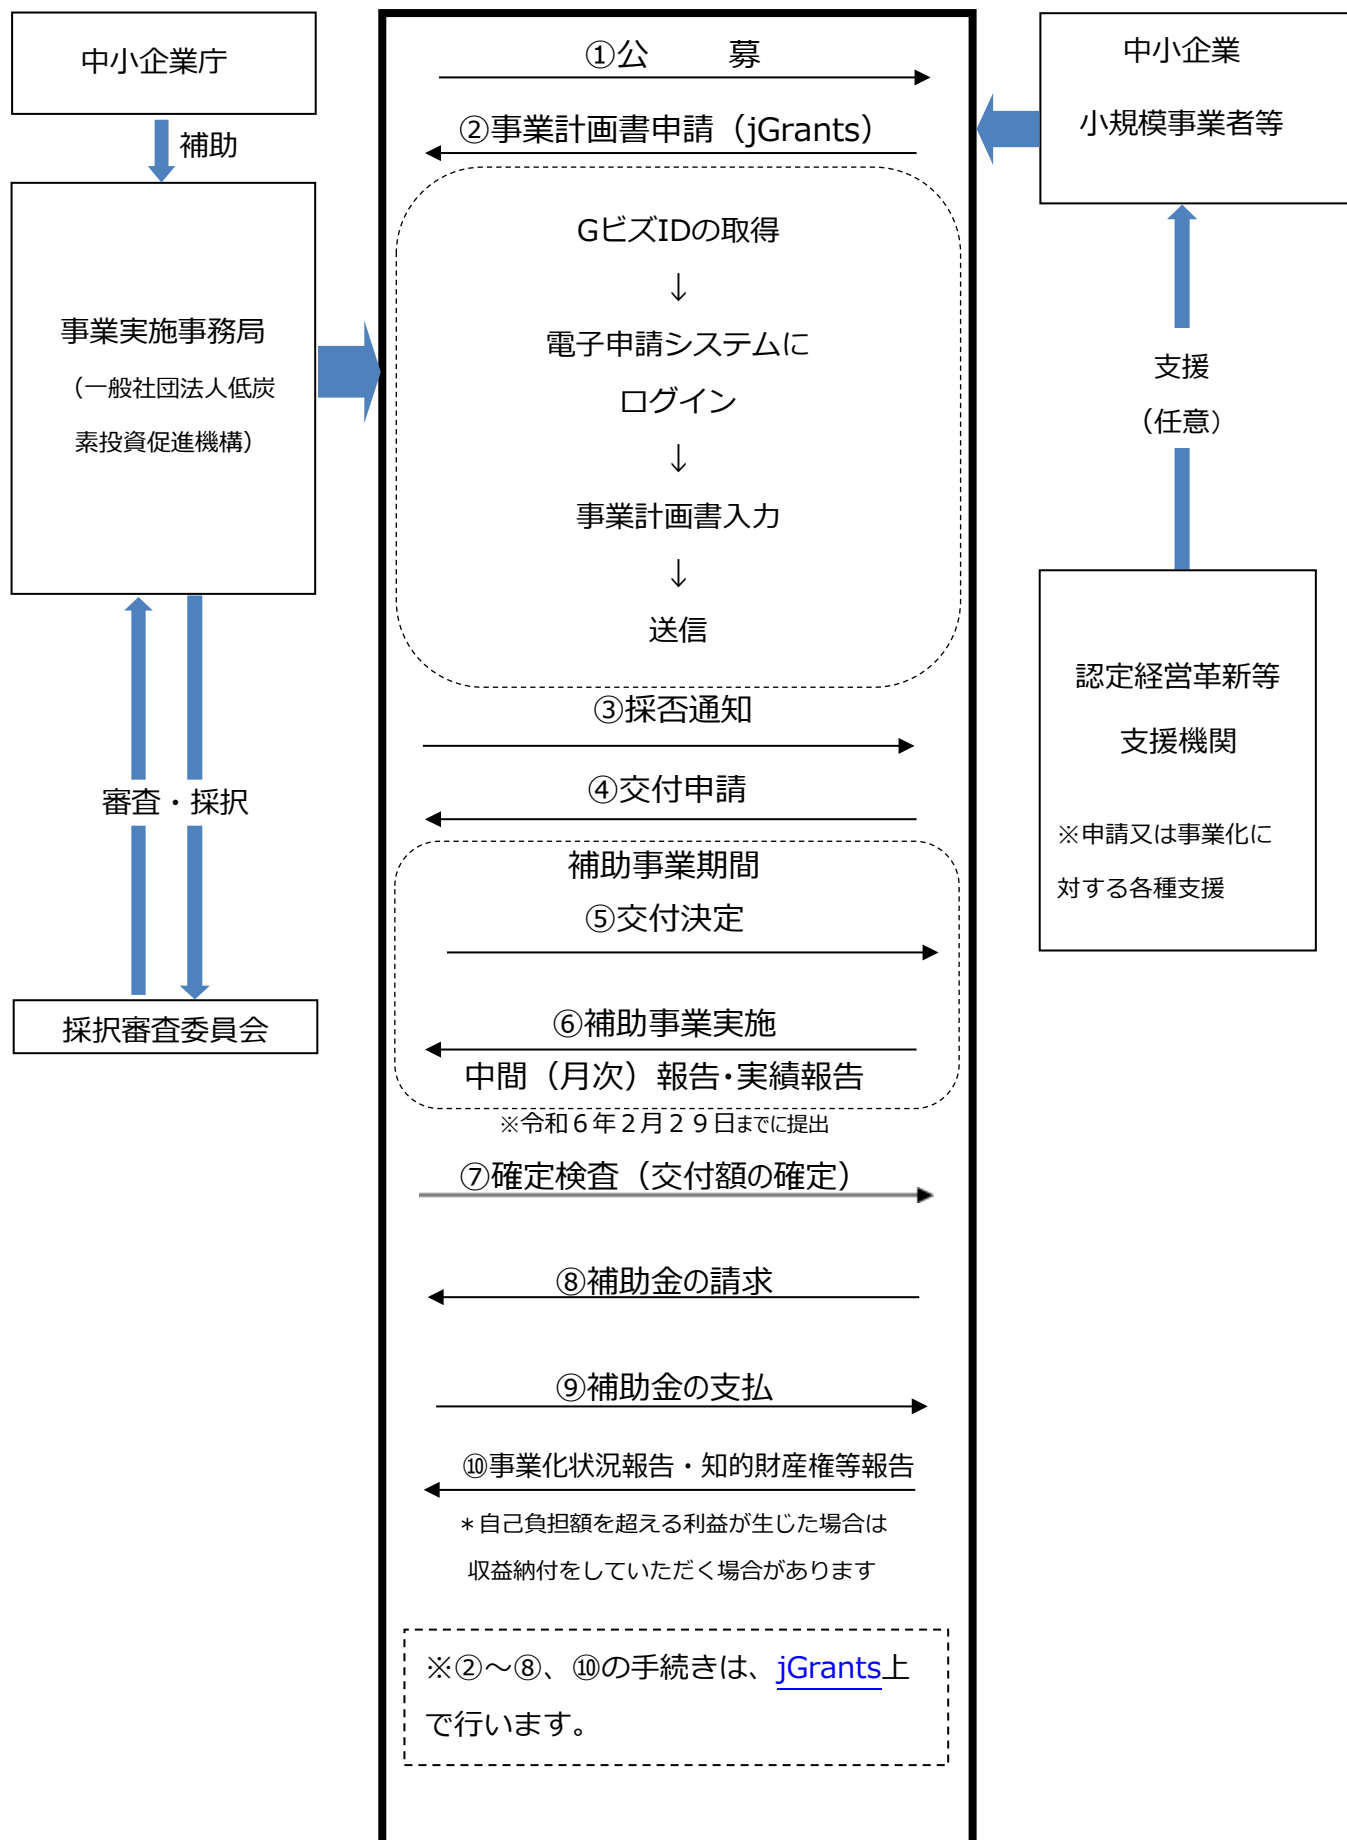 中小企業庁
補助
事業実施事務局
（一般社団法人低炭
素投資促進機構）
審査・採択
採択審査委員会
①公　　募
②事業計画書申請（jGrants）
GビズIDの取得
↓
電子申請システムに
ログイン
↓
事業計画書入力
↓
送信
③採否通知
④交付申請
補助事業期間
⑤交付決定
⑥補助事業実施
中間（月次）報告･実績報告
※令和６年２月２９日までに提出
⑦確定検査（交付額の確定）
⑧補助金の請求
⑨補助金の支払
⑩事業化状況報告・知的財産権等報告
＊自己負担額を超える利益が生じた場合は
収益納付をしていただく場合があります
※②～⑧、⑩の手続きは、jGrants上
で行います。
中小企業
小規模事業者等
支援
（任意）
認定経営革新等
支援機関
※申請又は事業化に
対する各種支援